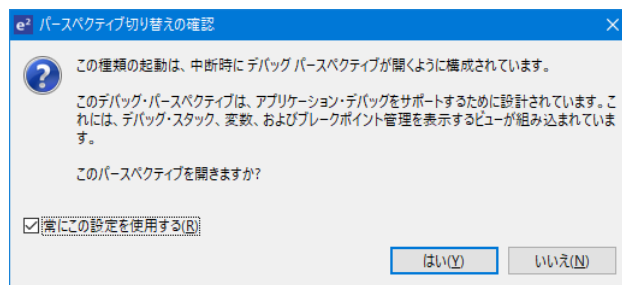 e² パースペクティブ切り替えの確認
この種類の起動は、中断時に デバッグ パースペクティブが開くように構成されています。
このデバッグ・パースペクティブは、アプリケーション・デバッグをサポートするために設計されています。こ
れには、デバッグ・スタック、変数、およびブレークポイント管理を表示するビューが組み込まれていま
す。
このパースペクティブを開きますか?
常にこの設定を使用する(R)
はい(Y) いいえ(N)